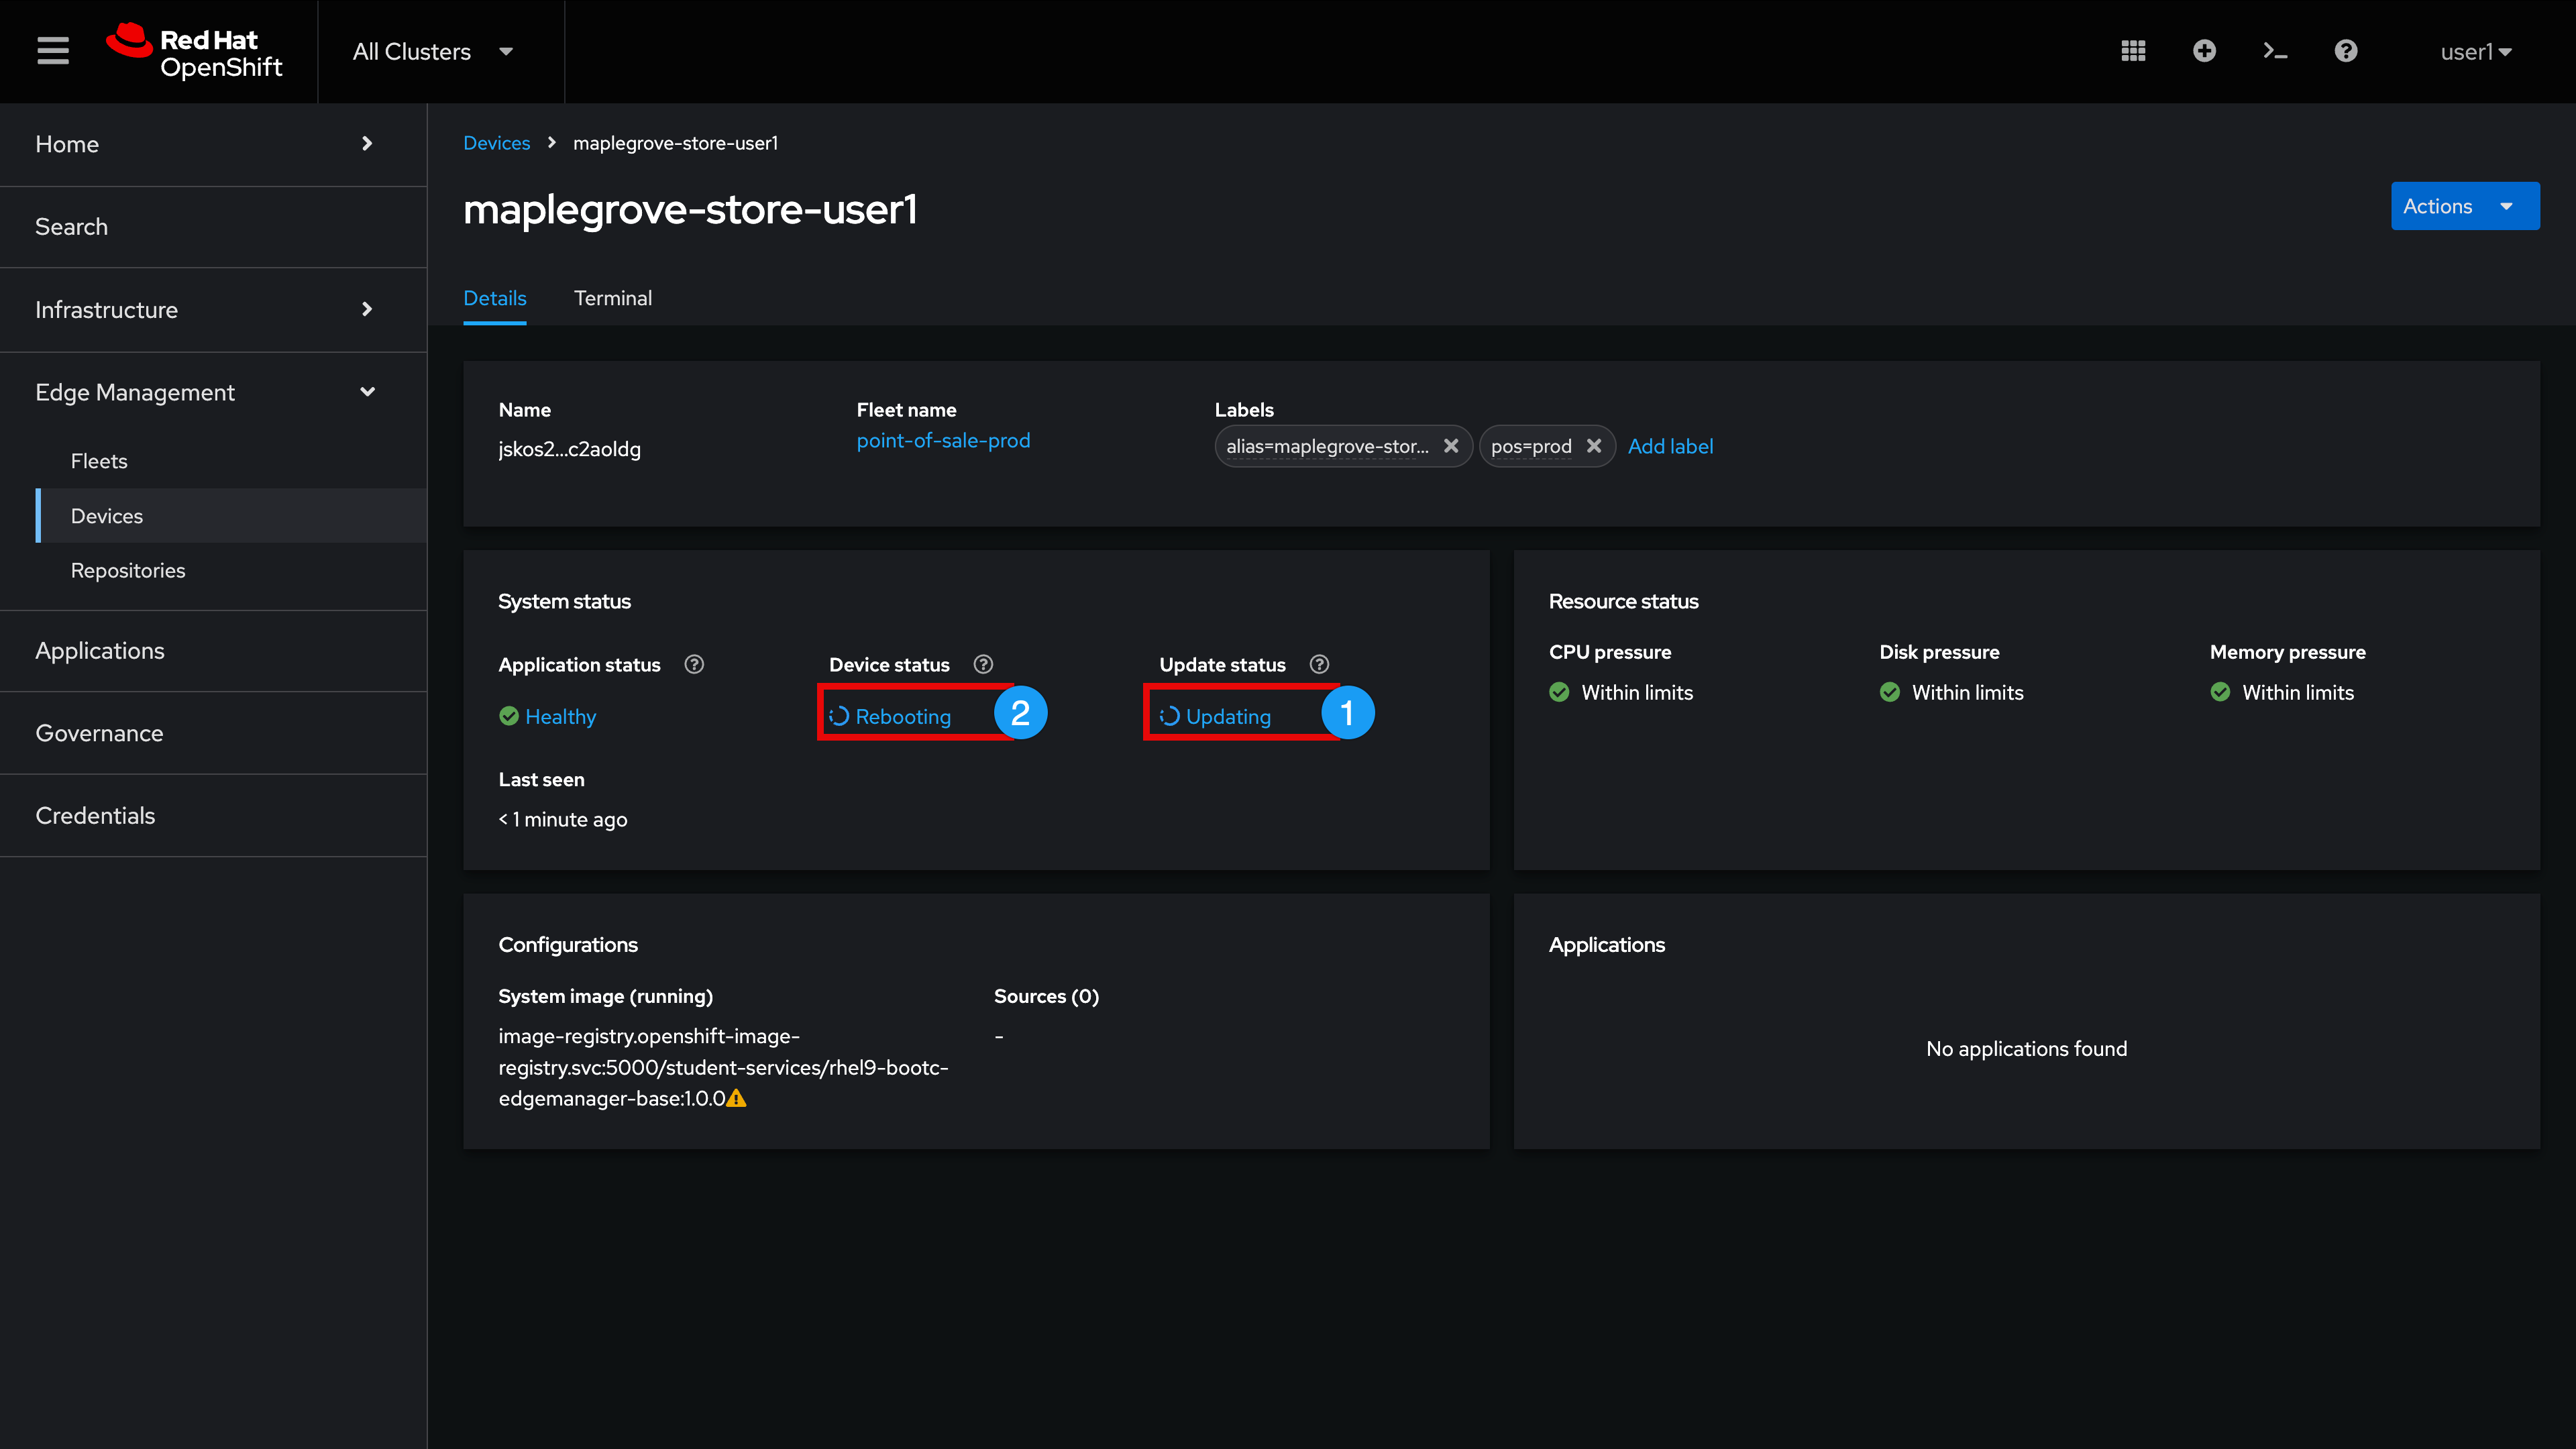 Red Hat
OpenShift
All Clusters
user1
Home
Search
Infrastructure
Edge Management
Fleets
Devices
Repositories
Applications
Governance
Credentials
Devices
maplegrove-store-user1
maplegrove-store-user1
Actions
Details
Terminal
Name
jskos2...c2aoldg
Fleet name
point-of-sale-prod
Labels
alias=maplegrove-stor...
pos=prod
Add label
System status
Application status
Healthy
Device status
Rebooting
2
Update status
Updating
1
Last seen
< 1 minute ago
Resource status
CPU pressure
Within limits
Disk pressure
Within limits
Memory pressure
Within limits
Configurations
System image (running)
image-registry.openshift-image-
registry.svc:5000/student-services/rhel9-bootc-
edgemanager-base:1.0.0
Sources (0)
-
Applications
No applications found